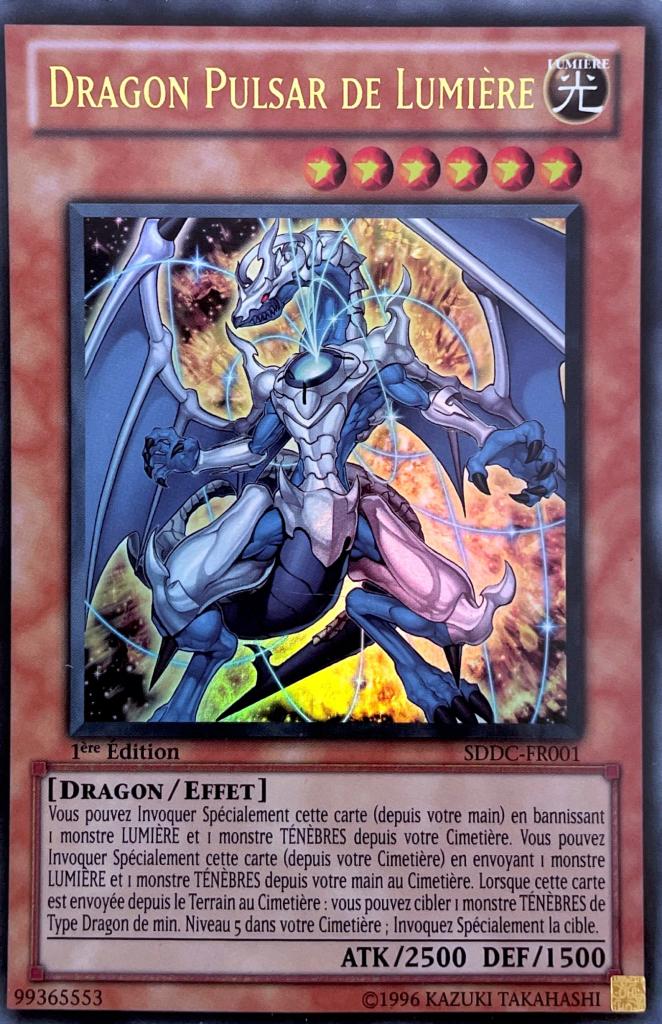 DRAGON PULSAR DE LUMIÈRE
LUMIÈRE
光
1ère Édition
SDDC-FR001
[DRAGON/EFFET]
Vous pouvez Invoquer Spécialement cette carte (depuis votre main) en bannissant
1 monstre LUMIÈRE et 1 monstre TÉNÈBRES depuis votre Cimetière. Vous pouvez
Invoquer Spécialement cette carte (depuis votre Cimetière) en envoyant 1 monstre
LUMIÈRE et 1 monstre TÉNÈBRES depuis votre main au Cimetière. Lorsque cette carte
est envoyée depuis le Terrain au Cimetière : vous pouvez cibler 1 monstre TÉNÈBRES de
Type Dragon de min. Niveau 5 dans votre Cimetière ; Invoquez Spécialement la cible.
ATK/2500 DEF/1500
99365553
©1996 KAZUKI TAKAHASHI